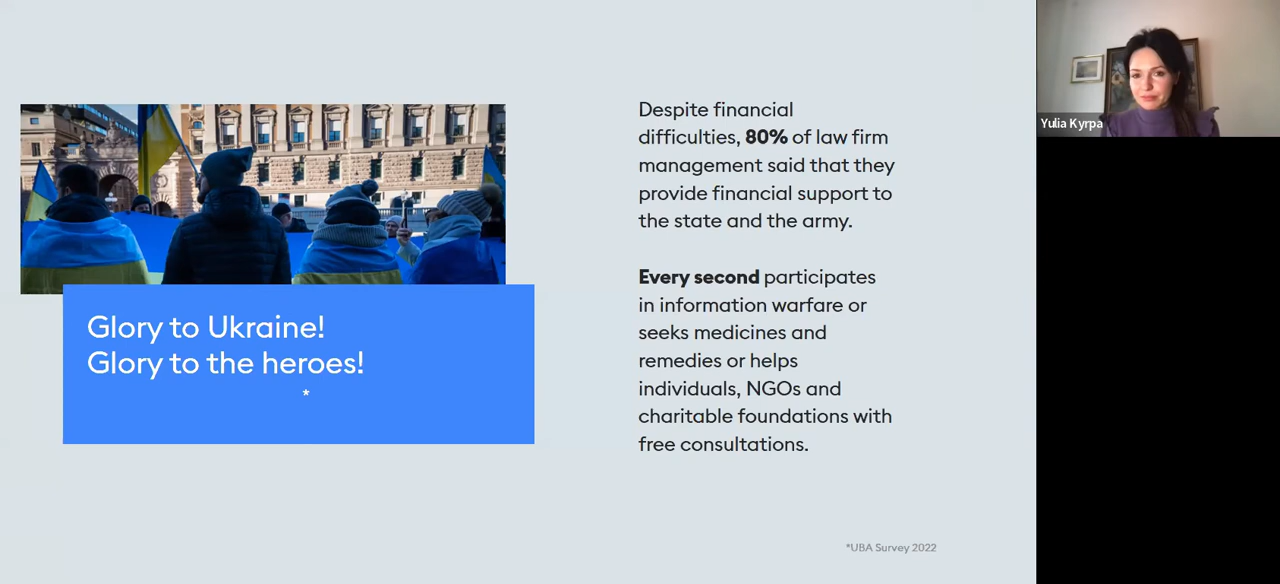 Glory to Ukraine!
Glory to the heroes!
*
Despite financial
difficulties, 80% of law firm
management said that they
provide financial support to
the state and the army.
Every second participates
in information warfare or
seeks medicines and
remedies or helps
individuals, NGOs and
charitable foundations with
free consultations.
*UBA Survey 2022
Yulia Kyrpa